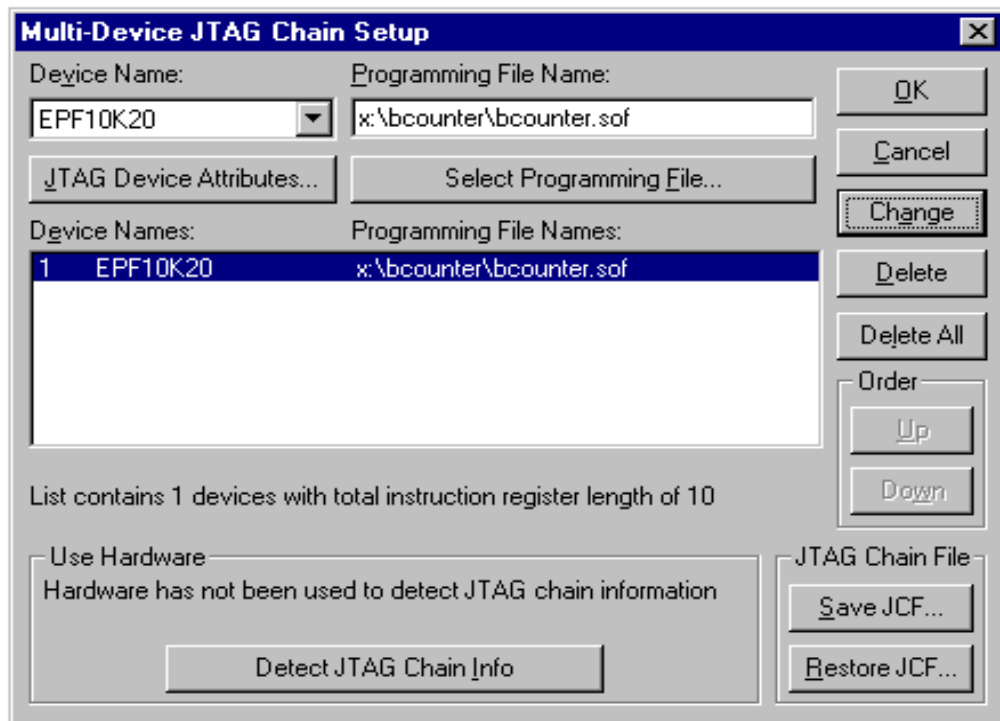 Multi-Device JTAG Chain Setup
Device Name:
Programming File Name:
EPF10K20
x:\bcounter\bcounter.sof
OK
Cancel
JTAG Device Attributes...
Select Programming File...
Change
Device Names:
Programming File Names:
1 EPF10K20 x:\bcounter\bcounter.sof
Delete
Delete All
Order
Up
Down
List contains 1 devices with total instruction register length of 10
Use Hardware
Hardware has not been used to detect JTAG chain information
Detect JTAG Chain Info
JTAG Chain File
Save JCF...
Restore JCF...